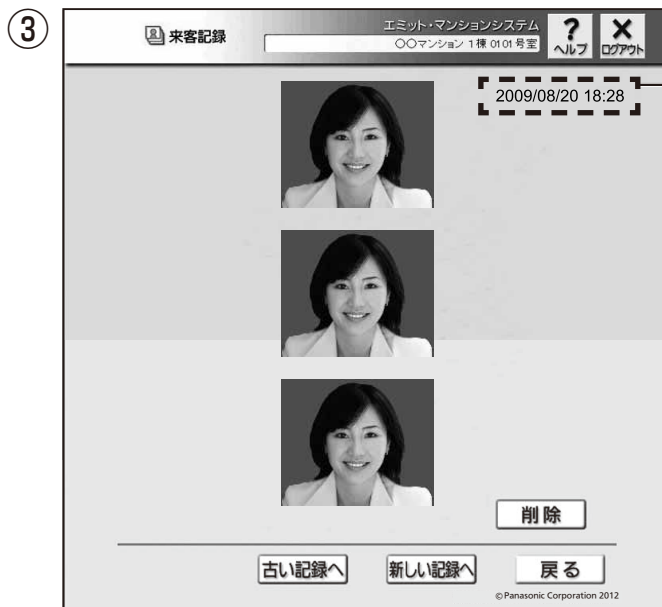 ③
来客記録
エミット・マンションシステム
○○マンション 1棟 0101号室
?
ヘルプ
×
ログアウト
2009/08/20 18:28
削除
古い記録へ
新しい記録へ
戻る
© Panasonic Corporation 2012